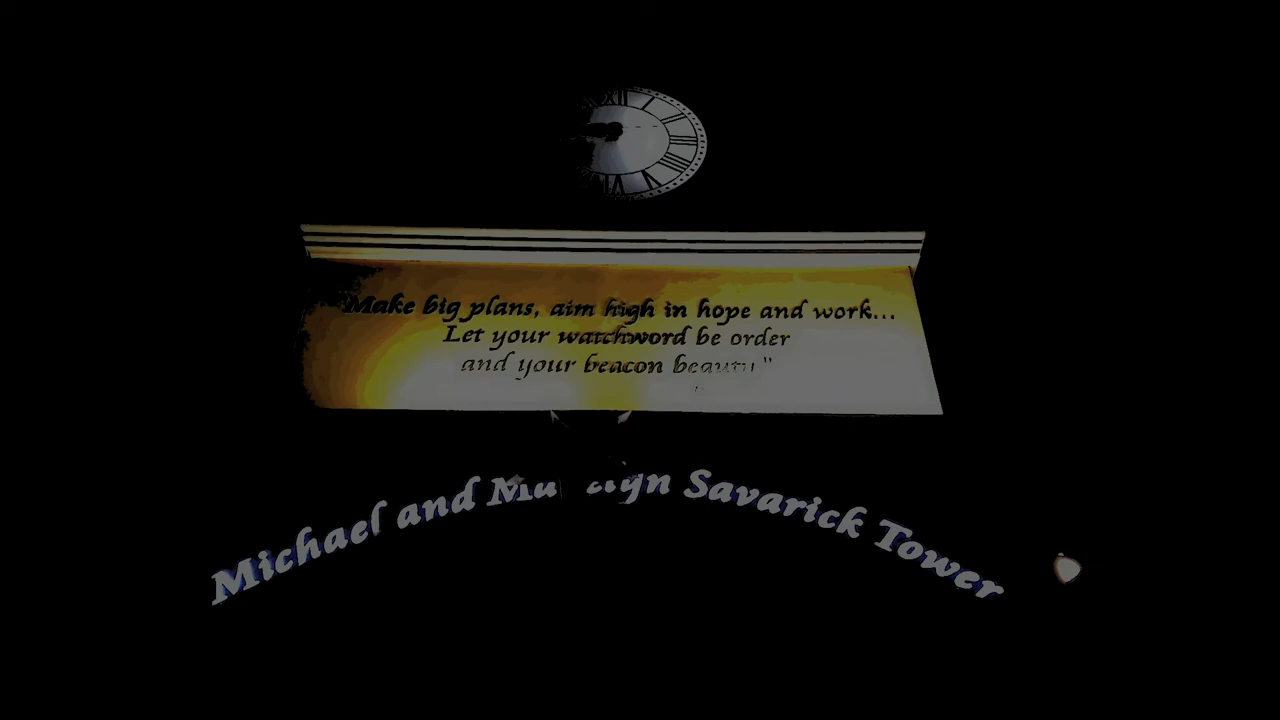 Make big plans, aim high in hope and work...
Let your watchword be order
and your beacon beauty"
Michael and Savarick Tower